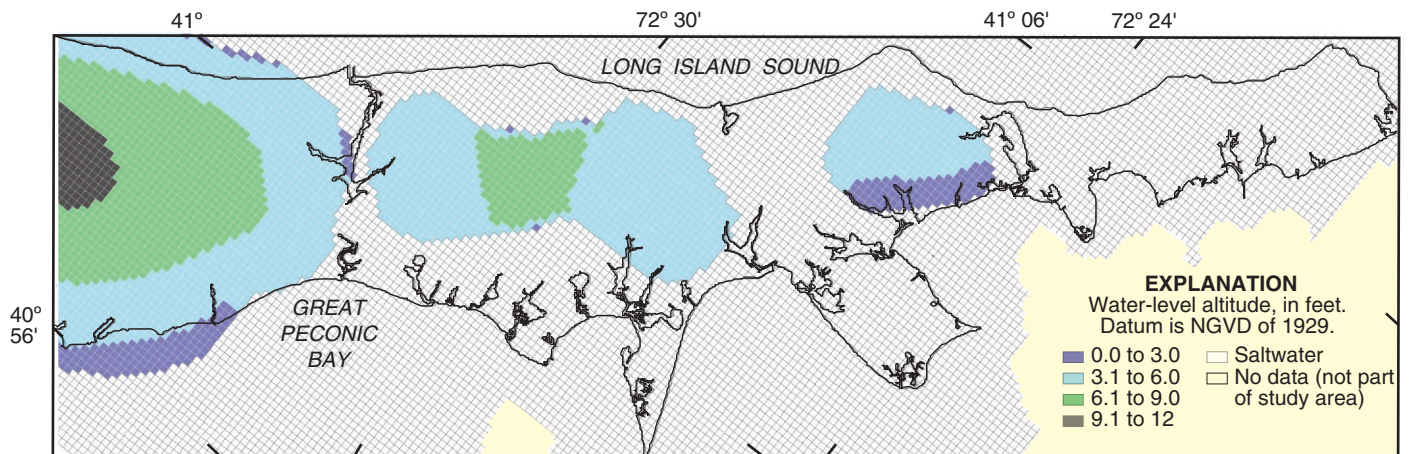 41°
72° 30'
41° 06'
72° 24'
LONG ISLAND SOUND
GREAT
PECONIC
BAY
40°
56'
EXPLANATION
Water-level altitude, in feet.
Datum is NGVD of 1929.
0.0 to 3.0
3.1 to 6.0
6.1 to 9.0
9.1 to 12
Saltwater
No data (not part
of study area)